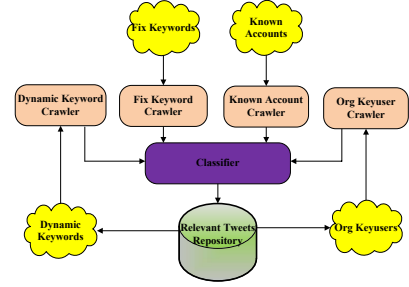 Fix Keywords
Known
Accounts
Dynamic Keyword
Crawler
Fix Keyword
Crawler
Known Account
Crawler
Org Keyuser
Crawler
Classifier
Dynamic
Keywords
Relevant Tweets
Repository
Org Keyusers